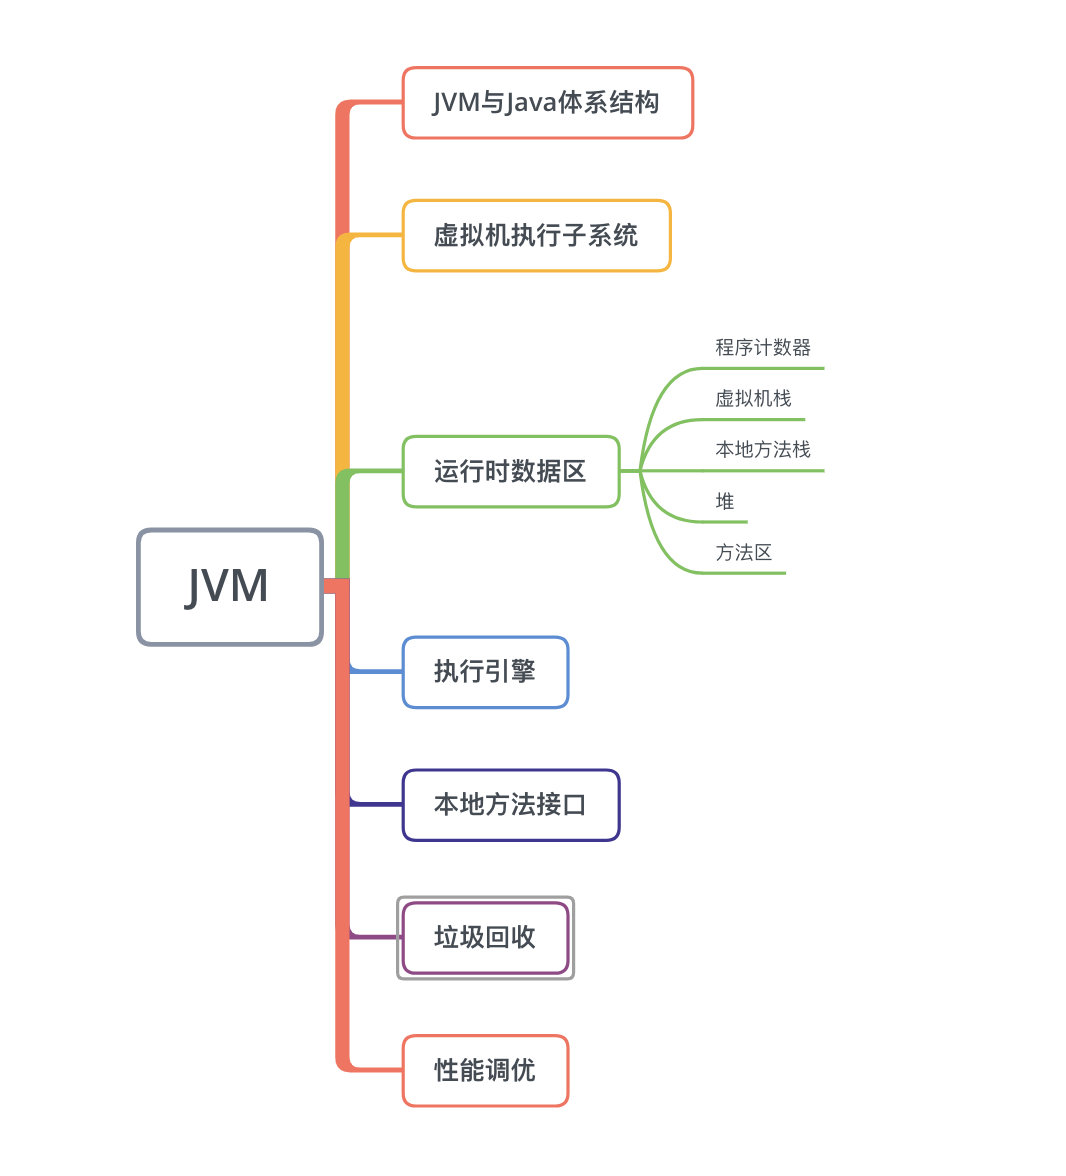 JVM与Java体系结构
虚拟机执行子系统
程序计数器
虚拟机栈
本地方法栈
运行时数据区
堆
方法区
JVM
执行引擎
本地方法接口
垃圾回收
性能调优